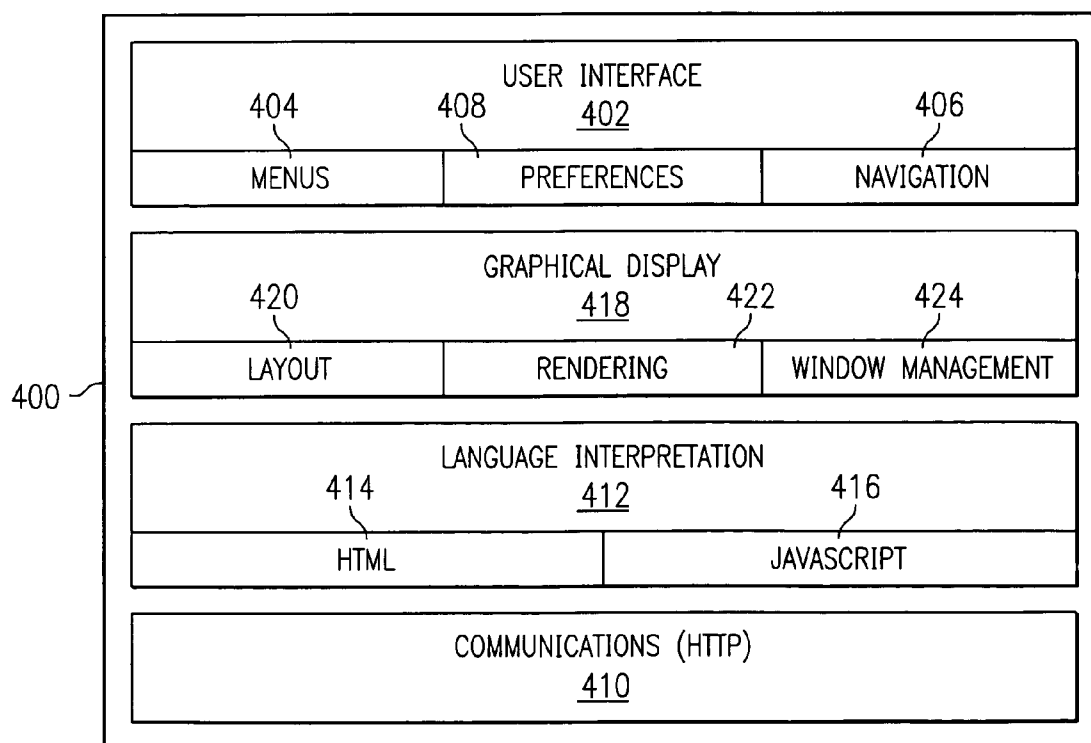 USER INTERFACE
404 408 402 406
MENUS PREFERENCES NAVIGATION
GRAPHICAL DISPLAY
420 418 422 424
LAYOUT RENDERING WINDOW MANAGEMENT
400
LANGUAGE INTERPRETATION
414 412 416
HTML JAVASCRIPT
COMMUNICATIONS (HTTP)
410